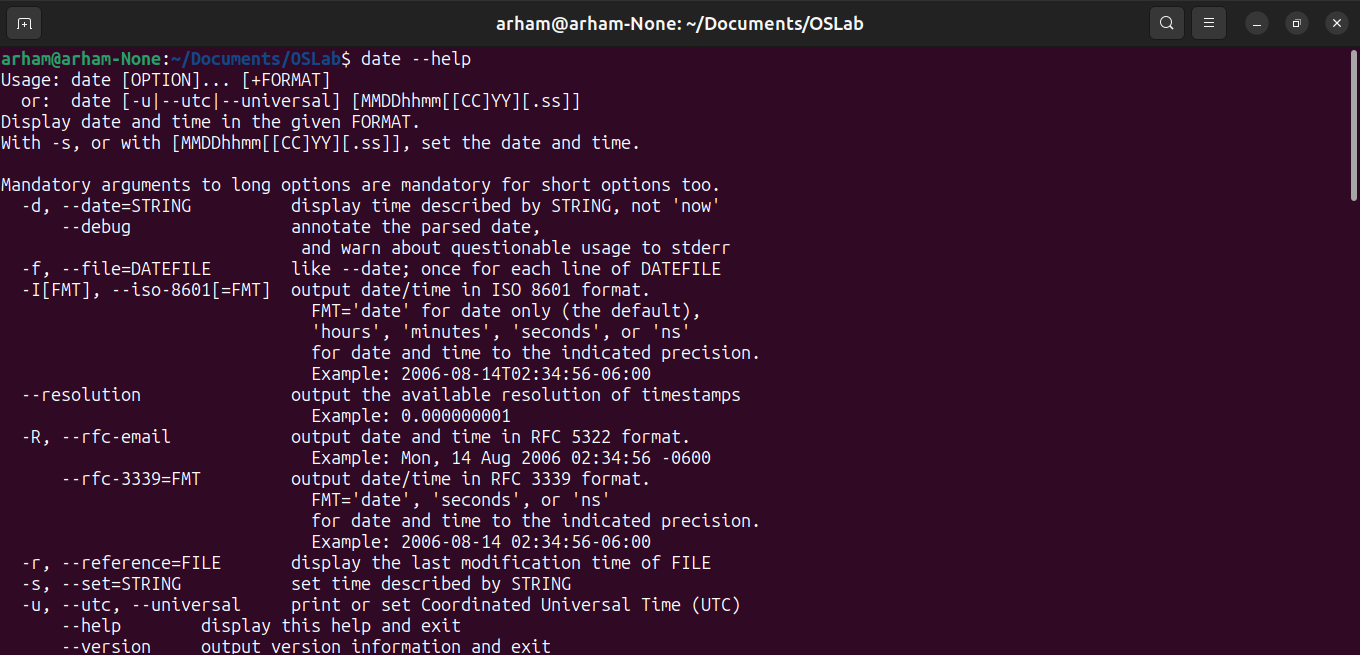 arham@arham-None: ~/Documents/OSLab
arham@arham-None:~/Documents/OSLab$ date --help
Usage: date [OPTION]... [+FORMAT]
  or:  date [-u|--utc|--universal] [MMDDhhmm[[CC]YY][.ss]]
Display date and time in the given FORMAT.
With -s, or with [MMDDhhmm[[CC]YY][.ss]], set the date and time.

Mandatory arguments to long options are mandatory for short options too.
  -d, --date=STRING          display time described by STRING, not 'now'
      --debug                annotate the parsed date,
                              and warn about questionable usage to stderr
  -f, --file=DATEFILE        like --date; once for each line of DATEFILE
  -I[FMT], --iso-8601[=FMT]  output date/time in ISO 8601 format.
                               FMT='date' for date only (the default),
                               'hours', 'minutes', 'seconds', or 'ns'
                               for date and time to the indicated precision.
                               Example: 2006-08-14T02:34:56-06:00
  --resolution               output the available resolution of timestamps
                               Example: 0.000000001
  -R, --rfc-email            output date and time in RFC 5322 format.
                               Example: Mon, 14 Aug 2006 02:34:56 -0600
      --rfc-3339=FMT         output date/time in RFC 3339 format.
                               FMT='date', 'seconds', or 'ns'
                               for date and time to the indicated precision.
                               Example: 2006-08-14 02:34:56-06:00
  -r, --reference=FILE       display the last modification time of FILE
  -s, --set=STRING           set time described by STRING
  -u, --utc, --universal     print or set Coordinated Universal Time (UTC)
      --help        display this help and exit
      --version     output version information and exit